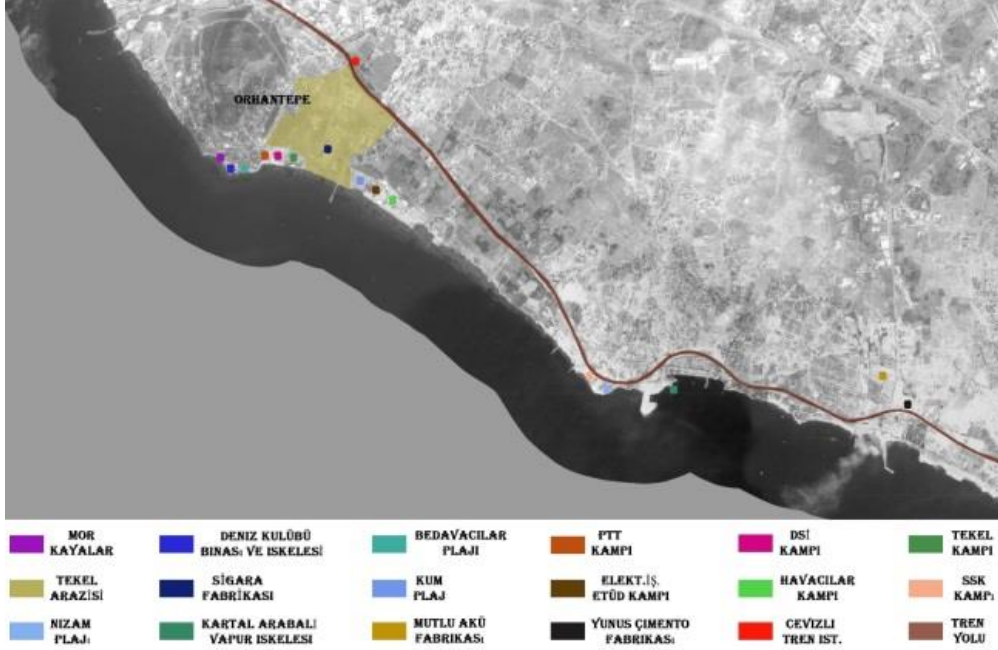 ORHANTEPE
MOR
KAYALAR
DENIZ KULÜBÜ
BINASı VE ISKELESI
BEDAVACILAR
PLAJI
PTT
KAMPI
DSİ
KAMPI
TEKEL
KAMPI
TEKEL
ARAZİSİ
SİGARA
FABRİKASI
KUM
PLAJ
ELEKT.İŞ.
ETÜD KAMPI
HAVACILAR
KAMPI
SSK
KAMPı
NIZAM
PLAJı
KARTAL ARABALI
VAPUR ISKELESI
MUTLU AKÜ
FABRIKASı
YUNUS ÇIMENTO
FABRIKASı
CEVIZLI
TREN IST.
TREN
YOLU